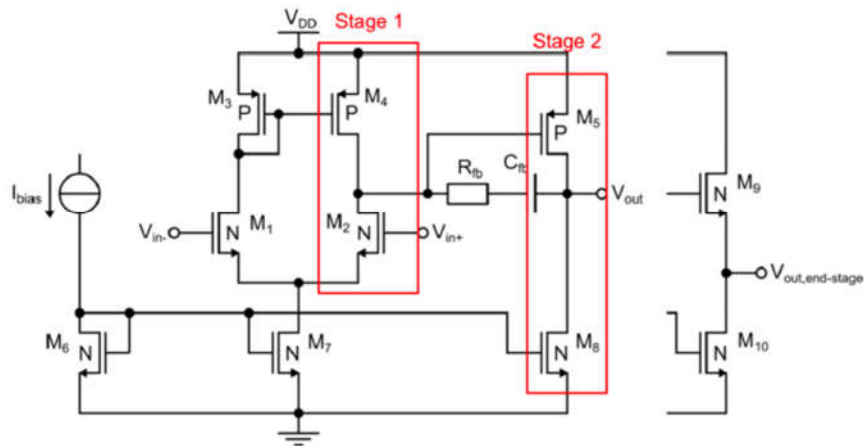 Stage 1
V_DD
Stage 2
M3
P
M4
P
M5
P
Rfb
Cfb
Vout
M9
N
Ibias
Vin-
N
M1
M2
N
Vin+
Vout,end-stage
M6
N
N
M7
N
M8
N
M10